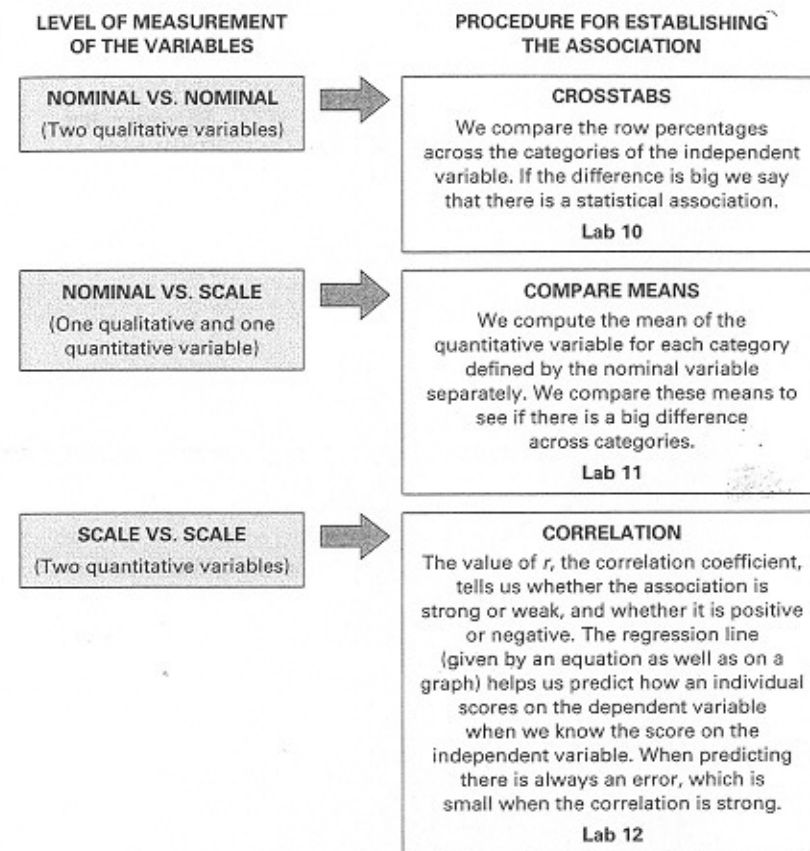 LEVEL OF MEASUREMENT
OF THE VARIABLES
PROCEDURE FOR ESTABLISHING
THE ASSOCIATION
NOMINAL VS. NOMINAL
(Two qualitative variables)
CROSSTABS
We compare the row percentages
across the categories of the independent
variable. If the difference is big we say
that there is a statistical association.
Lab 10
NOMINAL VS. SCALE
(One qualitative and one
quantitative variable)
COMPARE MEANS
We compute the mean of the
quantitative variable for each category
defined by the nominal variable
separately. We compare these means to
see if there is a big difference
across categories.
Lab 11
SCALE VS. SCALE
(Two quantitative variables)
CORRELATION
The value of r, the correlation coefficient,
tells us whether the association is
strong or weak, and whether it is positive
or negative. The regression line
(given by an equation as well as on a
graph) helps us predict how an individual
scores on the dependent variable
when we know the score on the
independent variable. When predicting
there is always an error, which is
small when the correlation is strong.
Lab 12